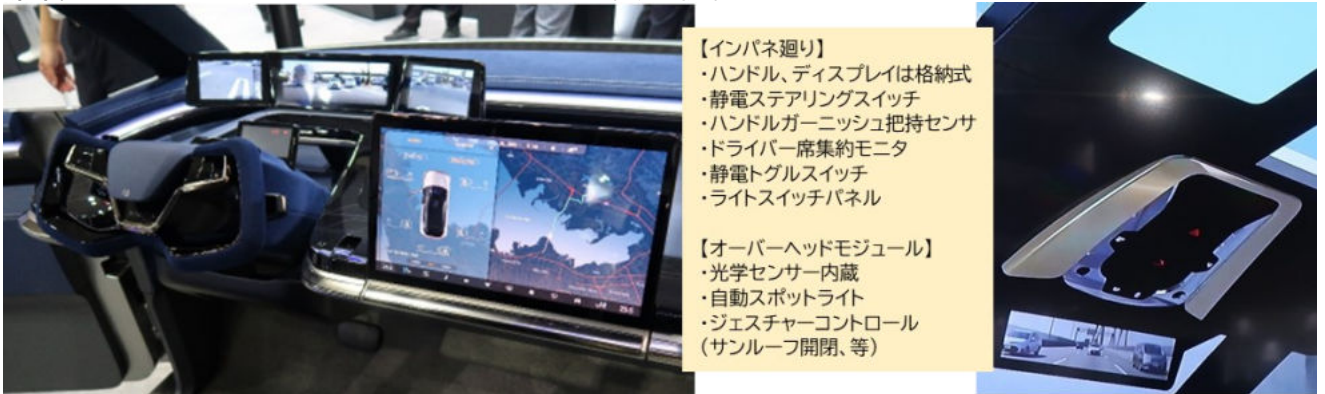 【インパネ廻り】
・ハンドル、ディスプレイは格納式
・静電ステアリングスイッチ
・ハンドルガーニッシュ把持センサ
・ドライバー席集約モニタ
・静電トグルスイッチ
・ライトスイッチパネル
【オーバーヘッドモジュール】
・光学センサー内蔵
・自動スポットライト
・ジェスチャーコントロール
（サンルーフ開閉、等）